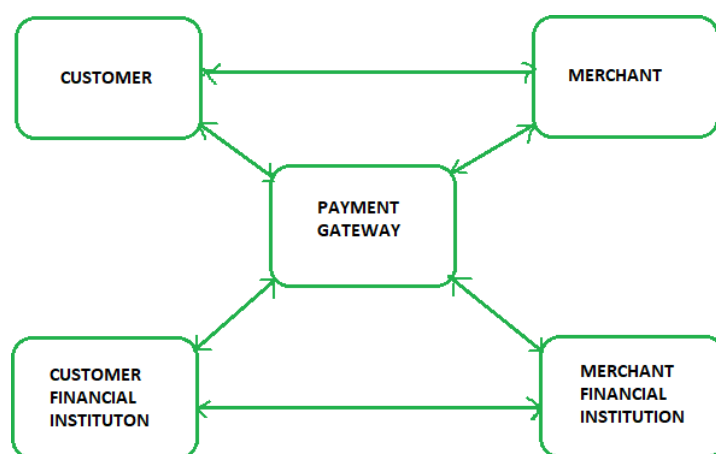 CUSTOMER
MERCHANT
PAYMENT
GATEWAY
CUSTOMER
FINANCIAL
INSTITUTON
MERCHANT
FINANCIAL
INSTITUTION